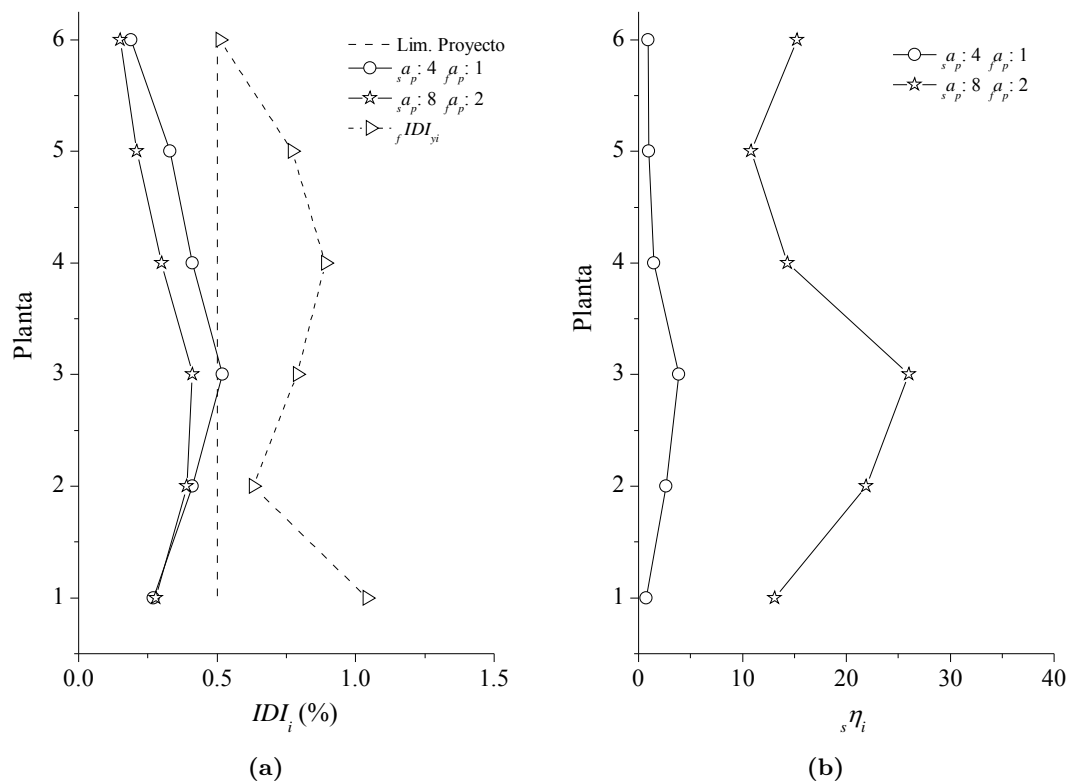 6
5
4
3
2
1
Planta
0.0
0.5
1.0
1.5
IDI_i (%)
Lim. Proyecto
_s a_p: 4 _f a_p: 1
_s a_p: 8 _f a_p: 2
_f IDI_yi
(a)
6
5
4
3
2
1
Planta
0
10
20
30
40
_s η_i
_s a_p: 4 _f a_p: 1
_s a_p: 8 _f a_p: 2
(b)